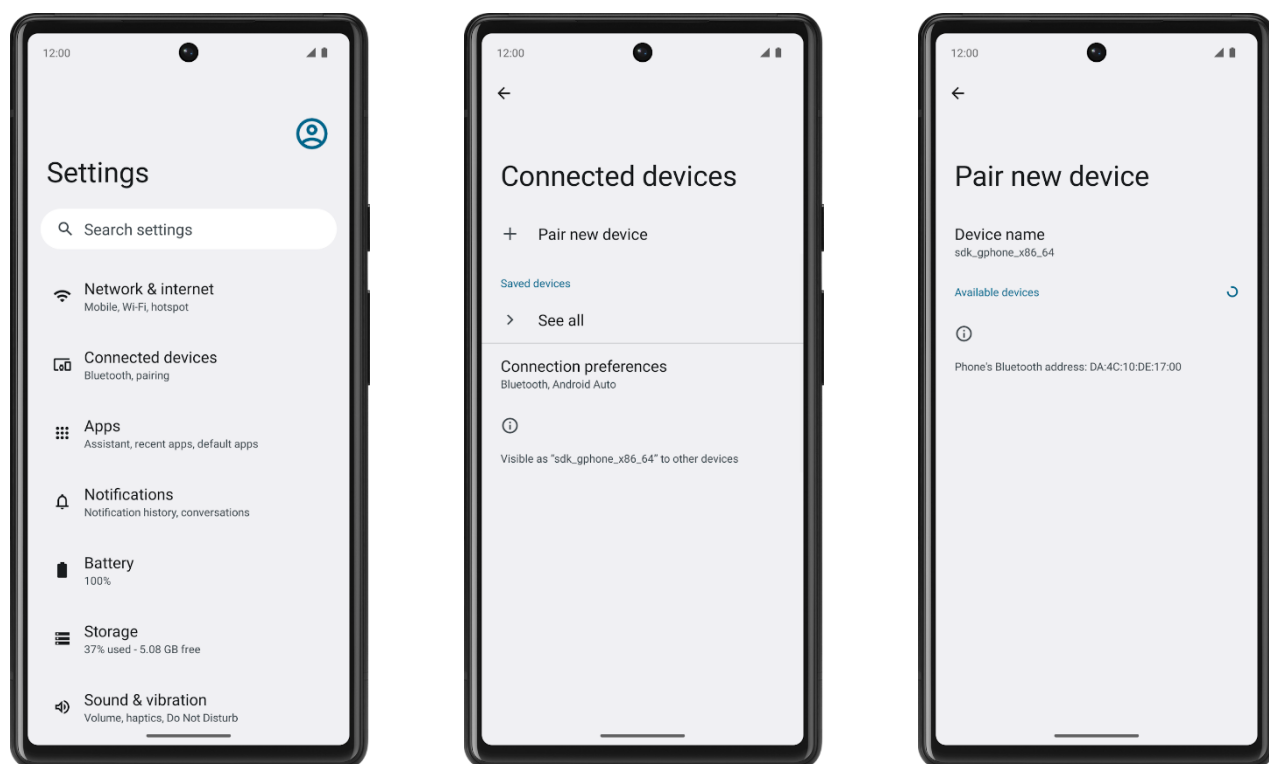 12:00
Settings
Search settings
Network & internet
Mobile, Wi-Fi, hotspot
Connected devices
Bluetooth, pairing
Apps
Assistant, recent apps, default apps
Notifications
Notification history, conversations
Battery
100%
Storage
37% used - 5.08 GB free
Sound & vibration
Volume, haptics, Do Not Disturb
12:00
Connected devices
Pair new device
Saved devices
See all
Connection preferences
Bluetooth, Android Auto
Visible as "sdk_gphone_x86_64" to other devices
12:00
Pair new device
Device name
sdk_gphone_x86_64
Available devices
Phone's Bluetooth address: DA:4C:10:DE:17:00